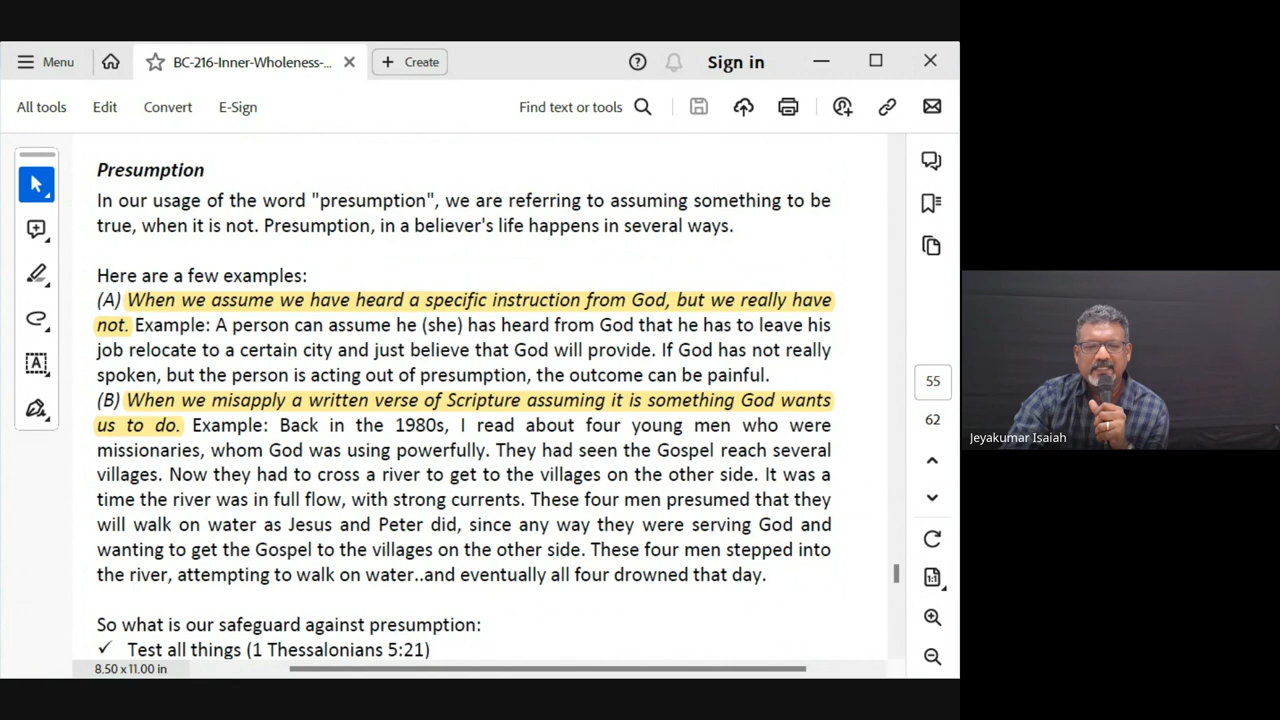 Menu
BC-216-Inner-Wholeness-...
Create
Sign in
All tools
Edit
Convert
E-Sign
Find text or tools
Presumption
In our usage of the word "presumption", we are referring to assuming something to be
true, when it is not. Presumption, in a believer's life happens in several ways.
Here are a few examples:
(A) When we assume we have heard a specific instruction from God, but we really have
not. Example: A person can assume he (she) has heard from God that he has to leave his
job relocate to a certain city and just believe that God will provide. If God has not really
spoken, but the person is acting out of presumption, the outcome can be painful.
(B) When we misapply a written verse of Scripture assuming it is something God wants
us to do. Example: Back in the 1980s, I read about four young men who were
missionaries, whom God was using powerfully. They had seen the Gospel reach several
villages. Now they had to cross a river to get to the villages on the other side. It was a
time the river was in full flow, with strong currents. These four men presumed that they
will walk on water as Jesus and Peter did, since any way they were serving God and
wanting to get the Gospel to the villages on the other side. These four men stepped into
the river, attempting to walk on water..and eventually all four drowned that day.
So what is our safeguard against presumption:
✓ Test all things (1 Thessalonians 5:21)
8.50 x 11.00 in
55
62
1:1
Jeyakumar Isaiah